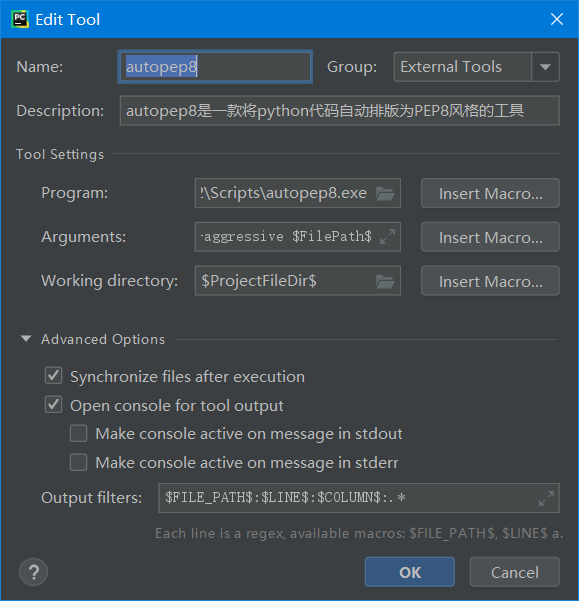 PC Edit Tool
Name: autopep8 Group: External Tools
Description: autopep8是一款将python代码自动排版为PEP8风格的工具
Tool Settings
Program: \Scripts\autopep8.exe Insert Macro...
Arguments: -aggressive $FilePath$ Insert Macro...
Working directory: $ProjectFileDir$ Insert Macro...
Advanced Options
Synchronize files after execution
Open console for tool output
Make console active on message in stdout
Make console active on message in stderr
Output filters: $FILE_PATH$:$LINE$:$COLUMN$:.*
Each line is a regex, available macros: $FILE_PATH$, $LINE$ a.
? OK Cancel